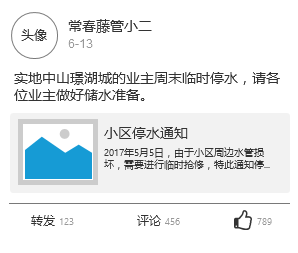 头像
常春藤管小二
6-13
实地中山璟湖城的业主周末临时停水，请各
位业主做好储水准备。
小区停水通知
2017年5月5日，由于小区周边水管损
坏，需要进行临时抢修，特此通知停...
转发 123 评论 456 789